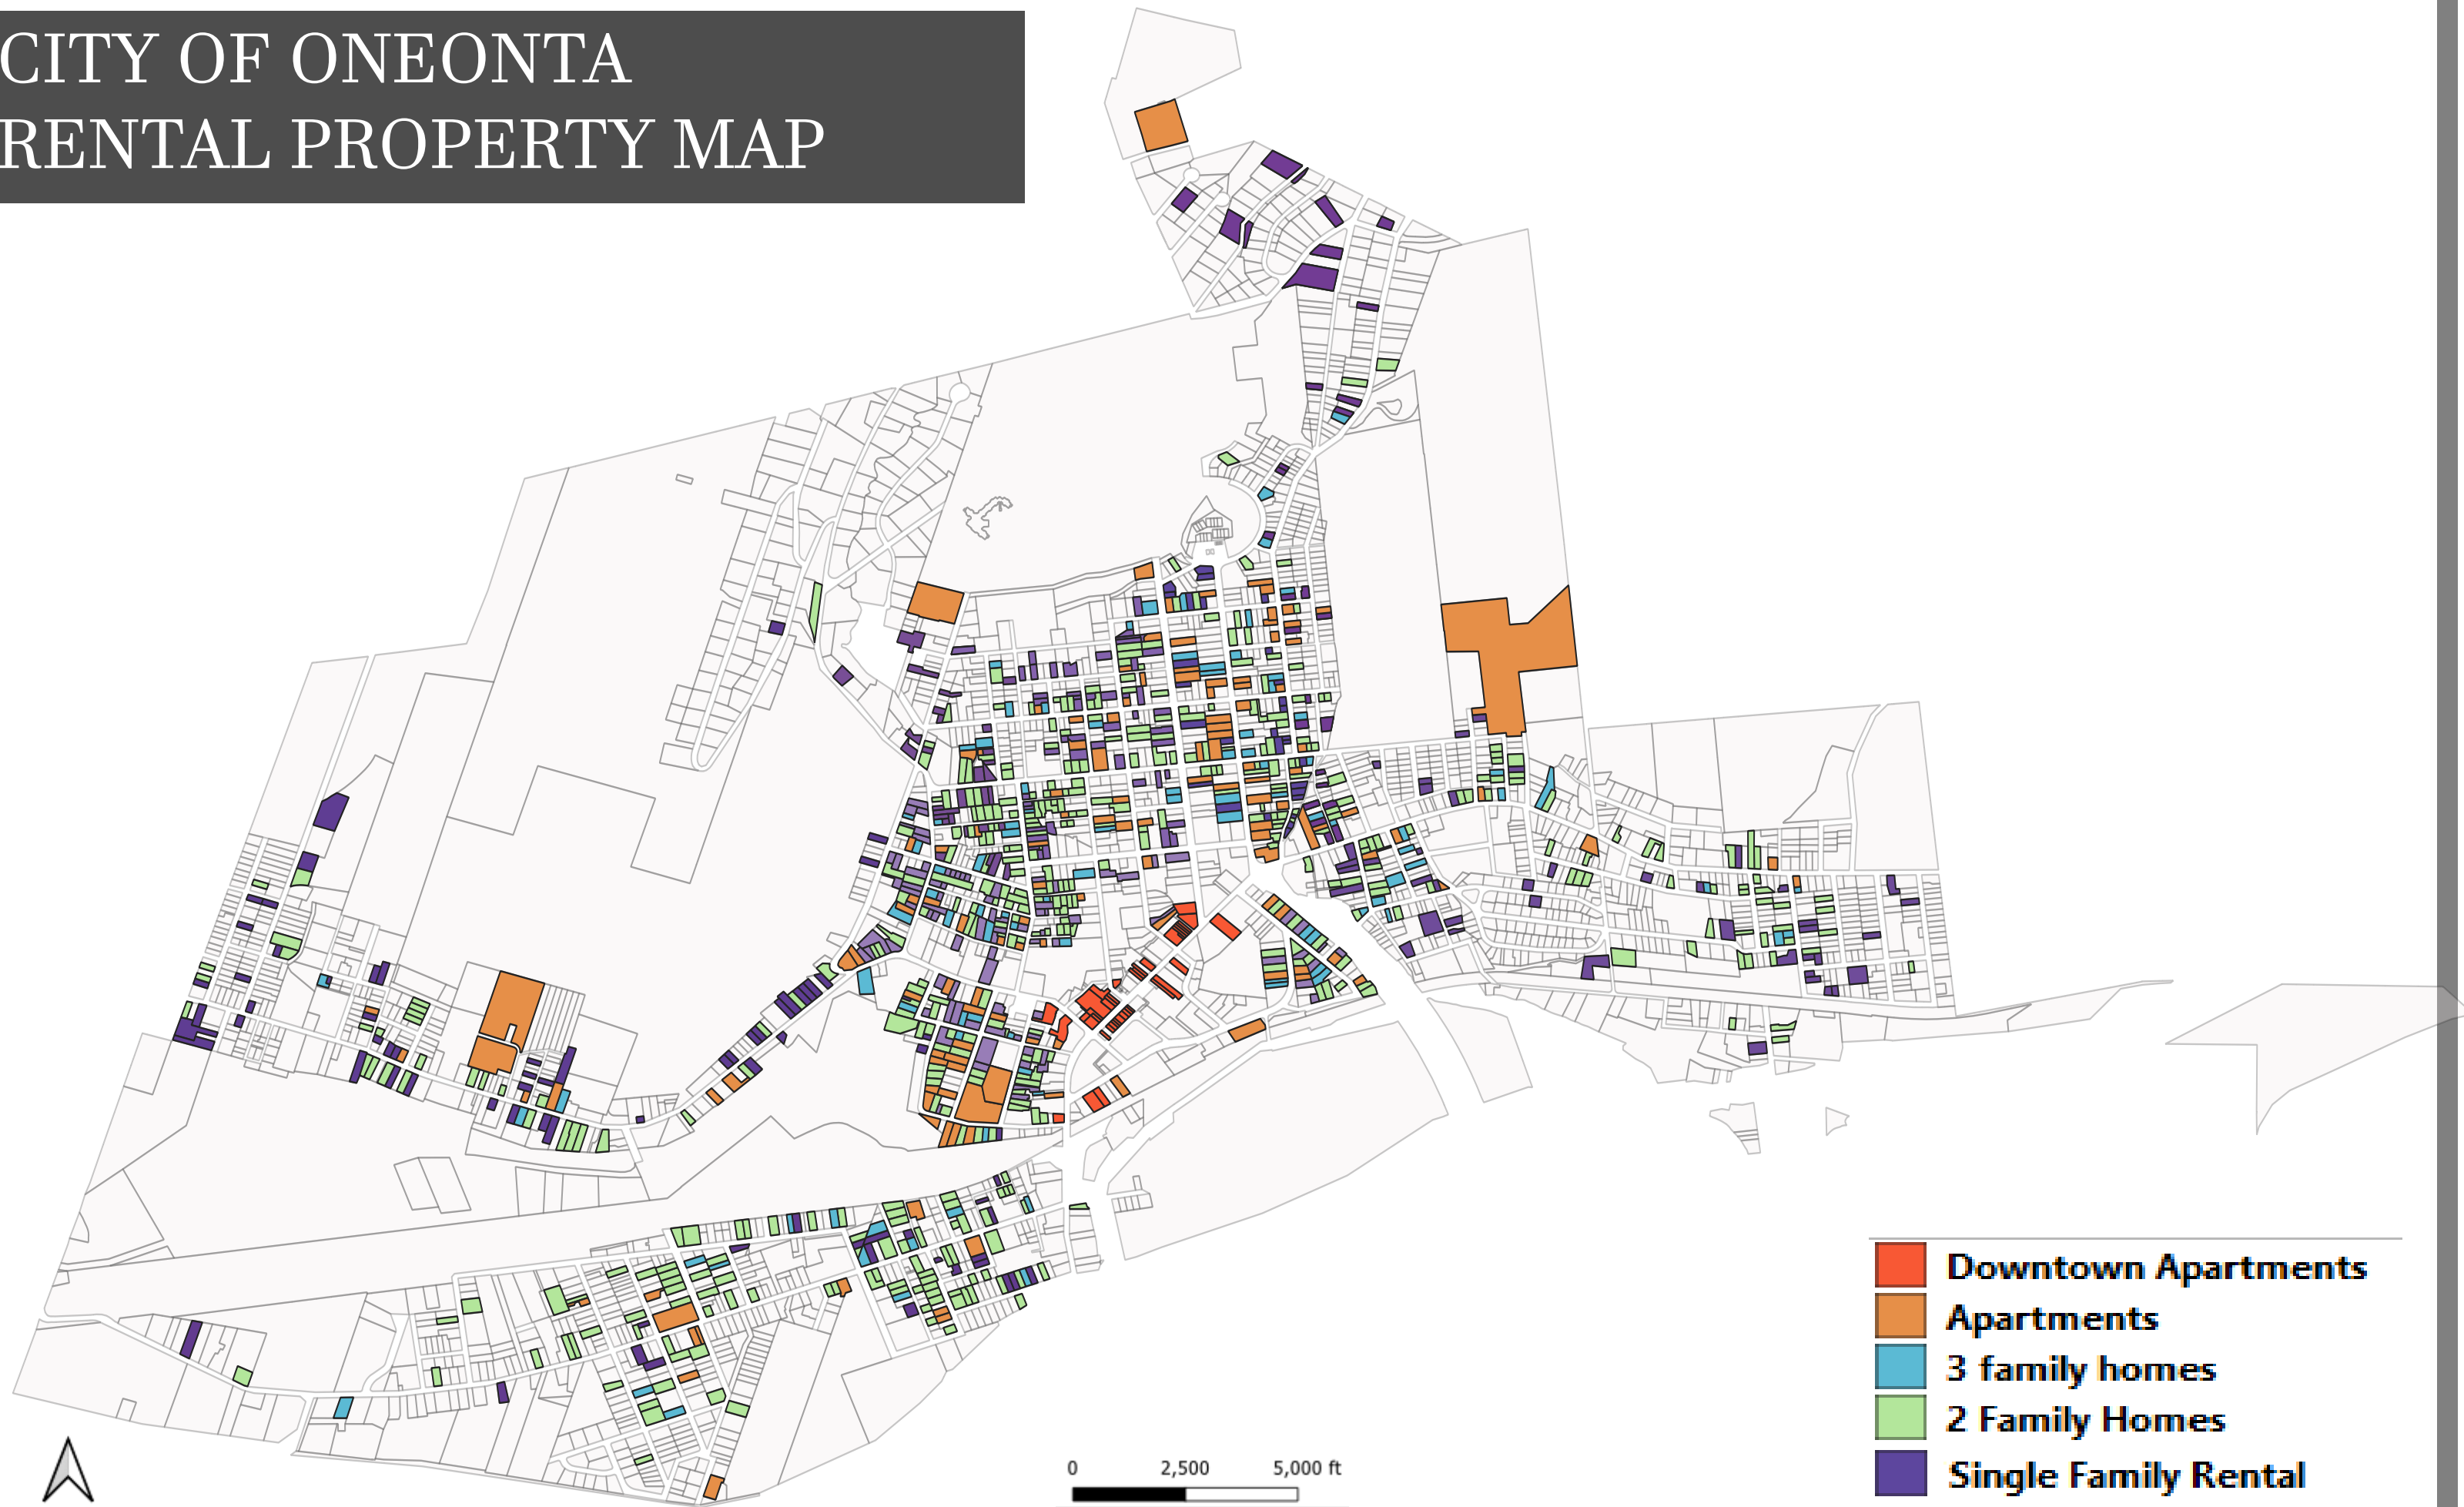 CITY OF ONEONTA
RENTAL PROPERTY MAP
Downtown Apartments
Apartments
3 family homes
2 Family Homes
Single Family Rental
0 2,500 5,000 ft